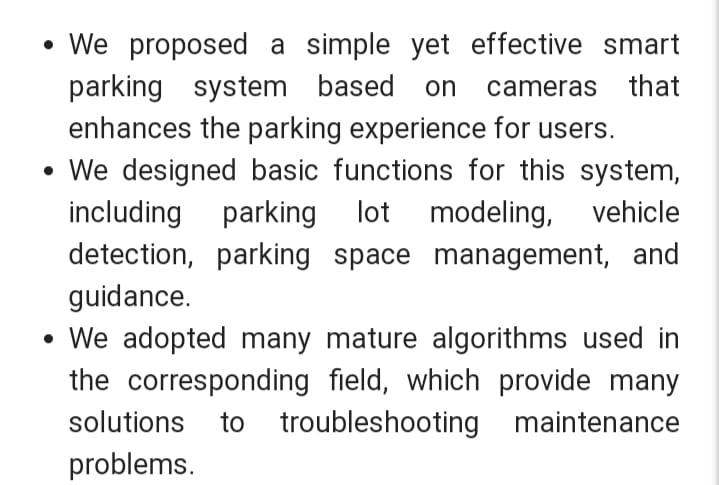 • We proposed a simple yet effective smart
parking system based on cameras that
enhances the parking experience for users.
• We designed basic functions for this system,
including parking lot modeling, vehicle
detection, parking space management, and
guidance.
• We adopted many mature algorithms used in
the corresponding field, which provide many
solutions to troubleshooting maintenance
problems.